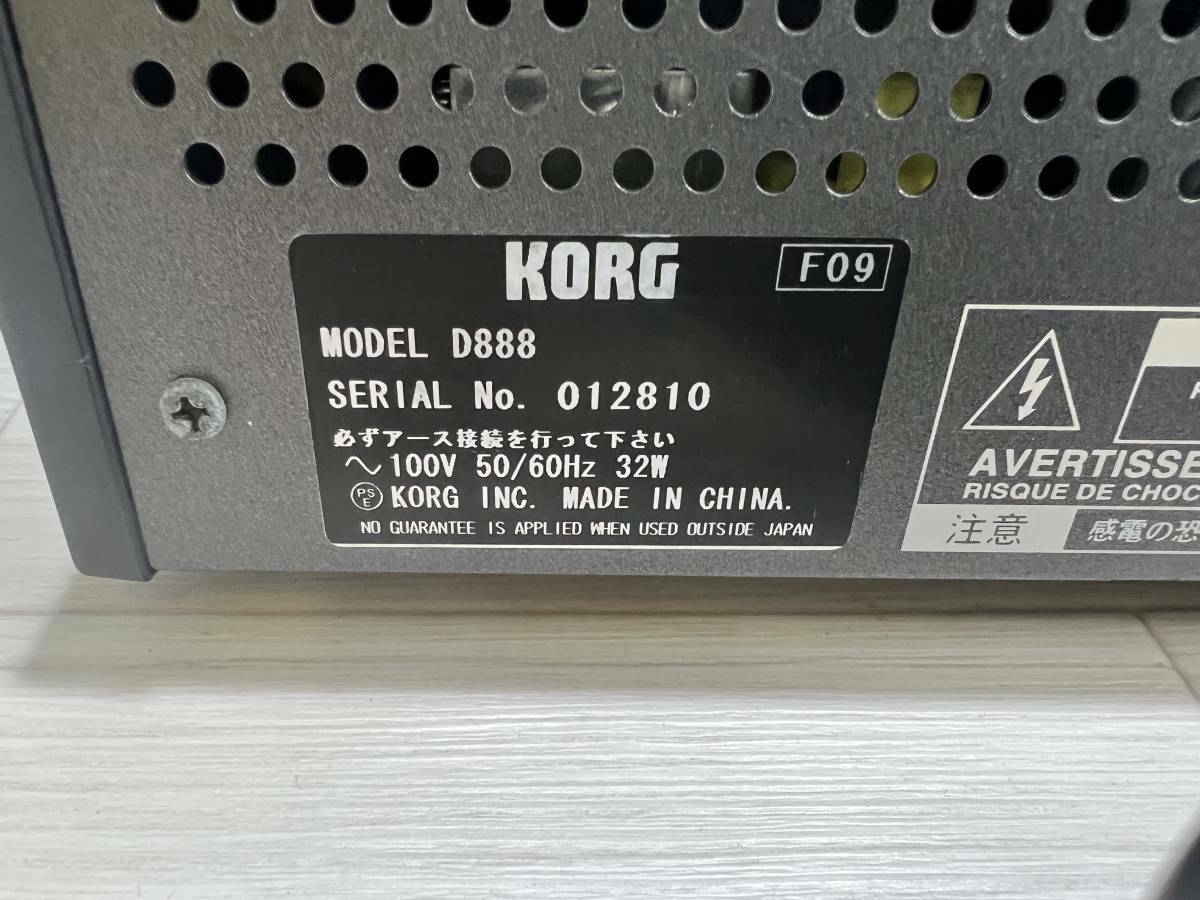 KORG
F09
MODEL D888
SERIAL No. 012810
必ずアース接続を行って下さい
〜 100V 50/60Hz 32W
PSE KORG INC. MADE IN CHINA.
NO GUARANTEE IS APPLIED WHEN USED OUTSIDE JAPAN
AVERTISSE
RISQUE DE CHOC
注意
感電の恐